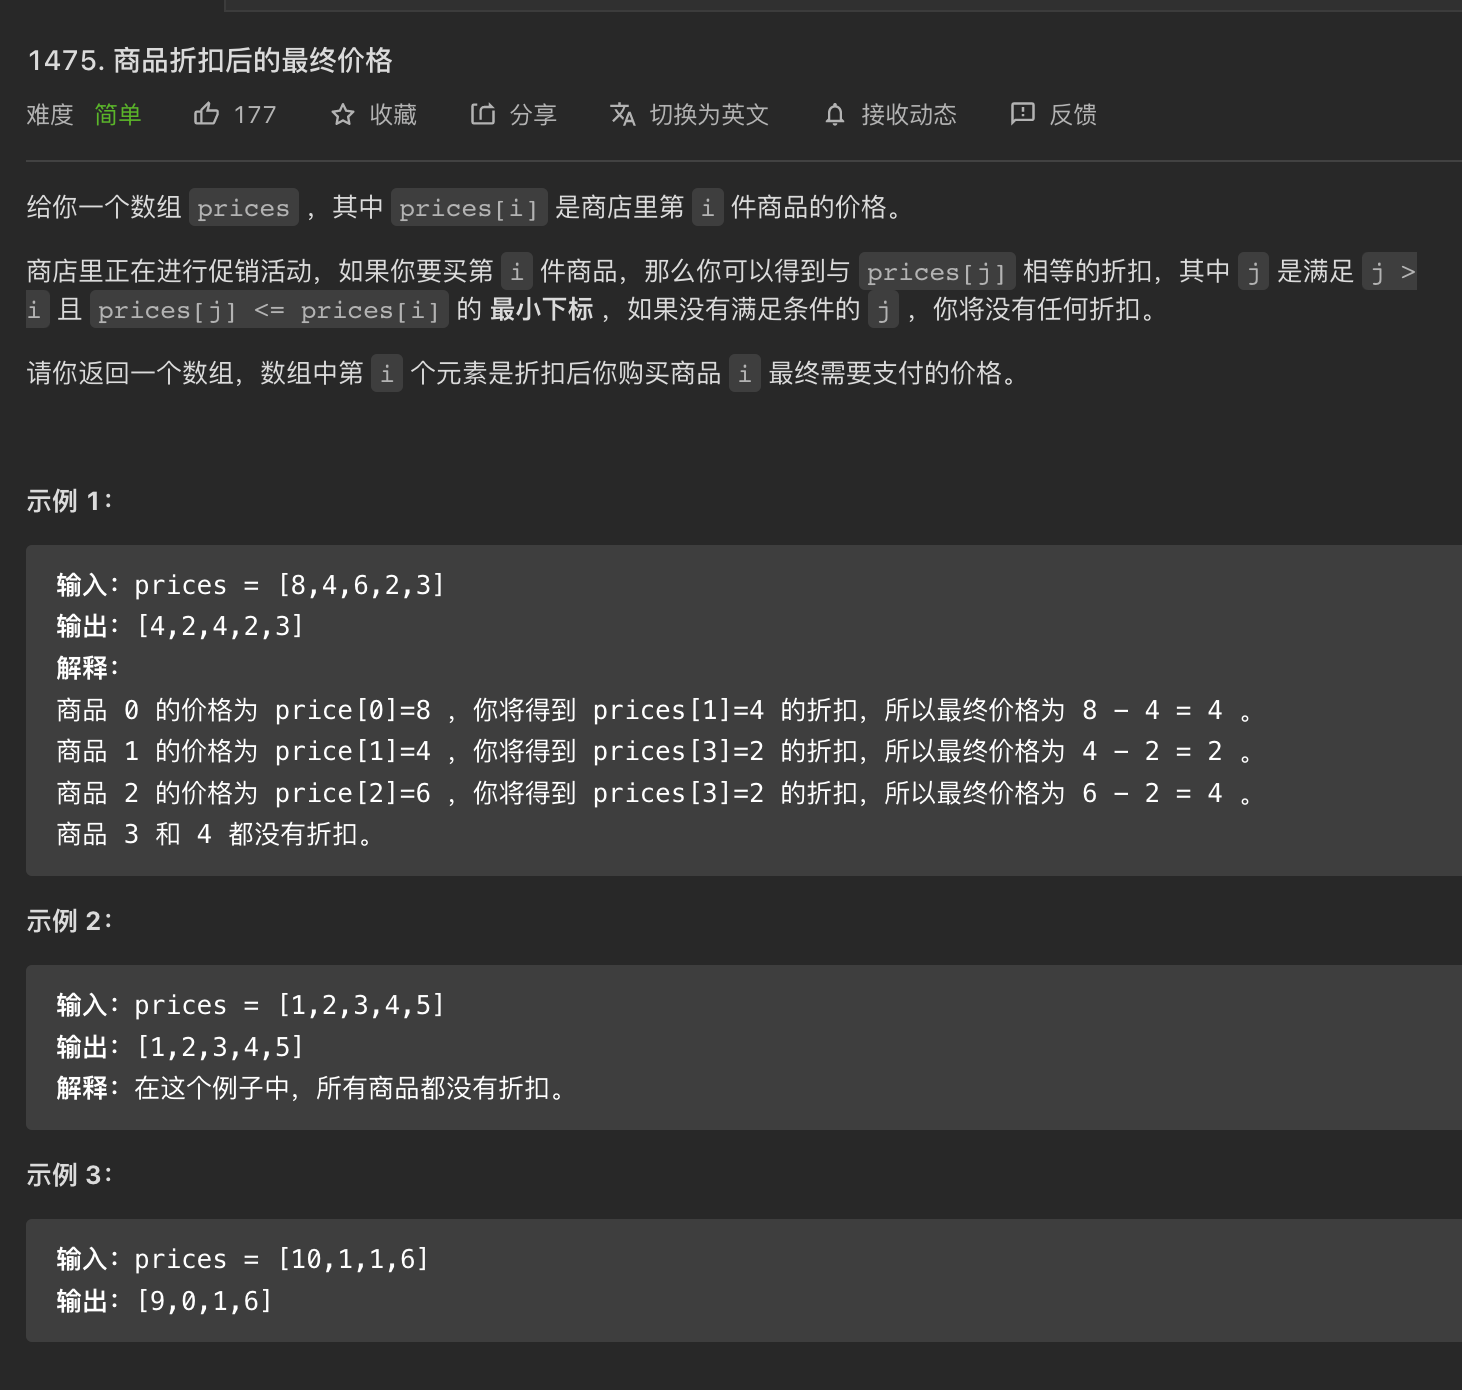 1475. 商品折扣后的最终价格
难度 简单 177 收藏 分享 切换为英文 接收动态 反馈
给你一个数组 prices ，其中 prices[i] 是商店里第 i 件商品的价格。
商店里正在进行促销活动，如果你要买第 i 件商品，那么你可以得到与 prices[j] 相等的折扣，其中 j 是满足 j >
i 且 prices[j] <= prices[i] 的 最小下标 ，如果没有满足条件的 j ，你将没有任何折扣。
请你返回一个数组，数组中第 i 个元素是折扣后你购买商品 i 最终需要支付的价格。
示例 1：
输入：prices = [8,4,6,2,3]
输出：[4,2,4,2,3]
解释：
商品 0 的价格为 price[0]=8 ，你将得到 prices[1]=4 的折扣，所以最终价格为 8 - 4 = 4 。
商品 1 的价格为 price[1]=4 ，你将得到 prices[3]=2 的折扣，所以最终价格为 4 - 2 = 2 。
商品 2 的价格为 price[2]=6 ，你将得到 prices[3]=2 的折扣，所以最终价格为 6 - 2 = 4 。
商品 3 和 4 都没有折扣。
示例 2：
输入：prices = [1,2,3,4,5]
输出：[1,2,3,4,5]
解释：在这个例子中，所有商品都没有折扣。
示例 3：
输入：prices = [10,1,1,6]
输出：[9,0,1,6]